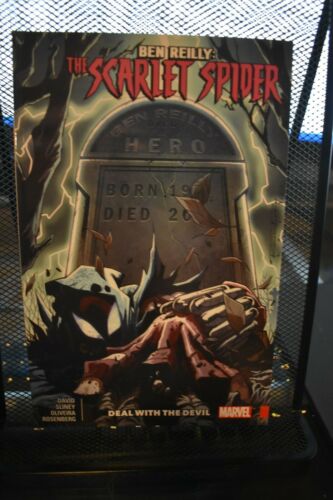 BEN REILLY:
THE SCARLET SPIDER
BEN REILLY
HERO
BORN 19
DIED 20
DAVID
SLINEY
OLIVEIRA
ROSENBERG
DEAL WITH THE DEVIL
MARVEL